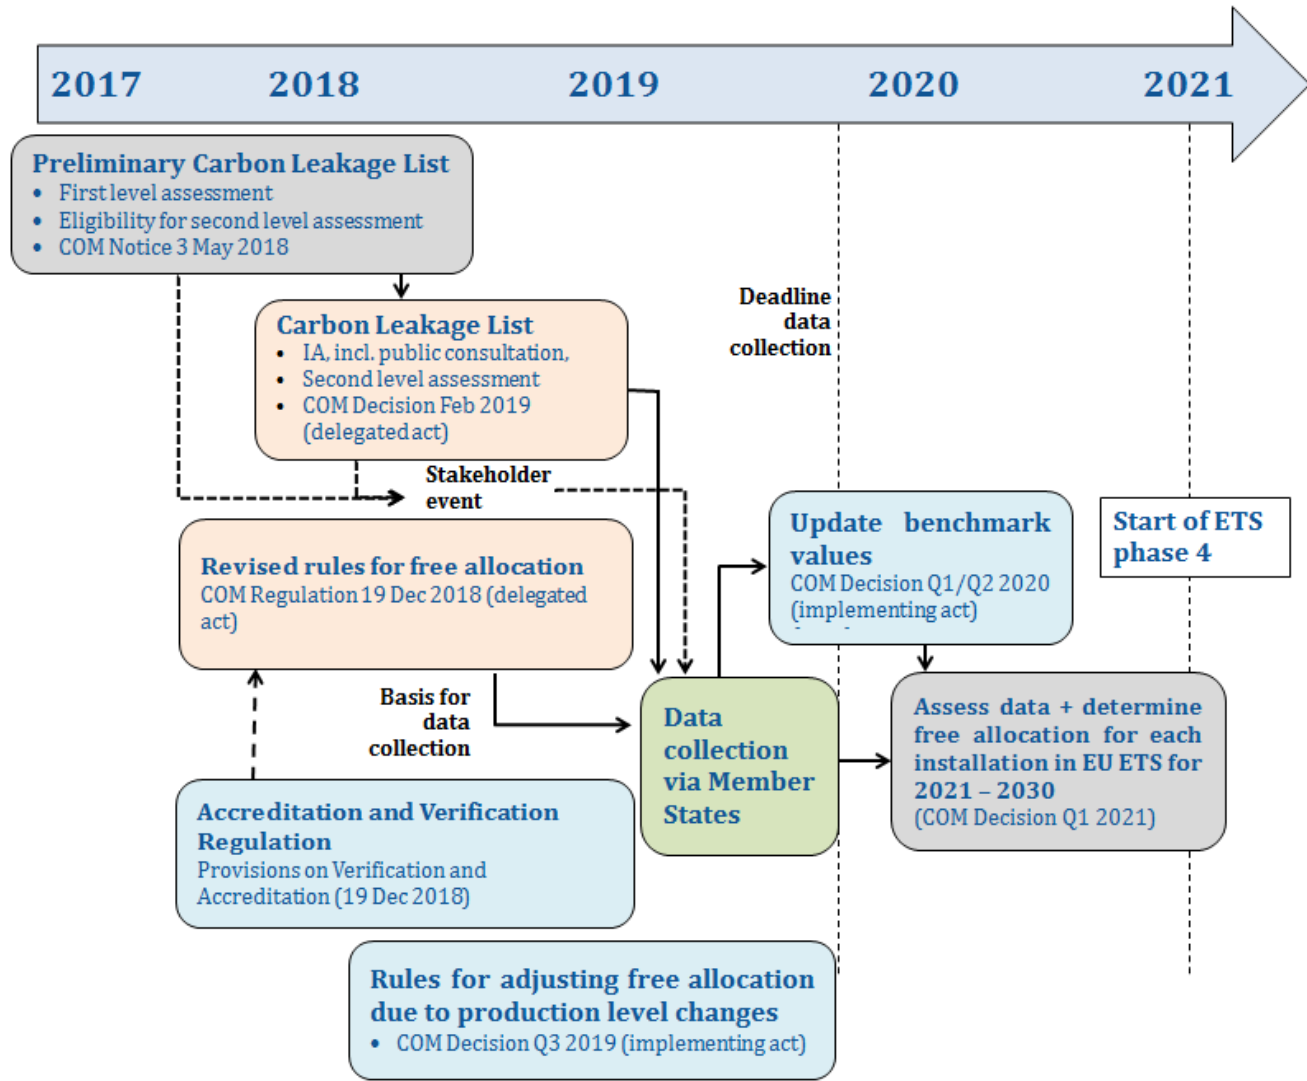 2017 2018 2019 2020 2021
Preliminary Carbon Leakage List
• First level assessment
• Eligibility for second level assessment
• COM Notice 3 May 2018
Deadline
data
collection
Carbon Leakage List
• IA, incl. public consultation,
• Second level assessment
• COM Decision Feb 2019
(delegated act)
Stakeholder
event
Revised rules for free allocation
COM Regulation 19 Dec 2018 (delegated
act)
Update benchmark
values
COM Decision Q1/Q2 2020
(implementing act)
Start of ETS
phase 4
Basis for
data
collection
Data
collection
via Member
States
Assess data + determine
free allocation for each
installation in EU ETS for
2021 – 2030
(COM Decision Q1 2021)
Accreditation and Verification
Regulation
Provisions on Verification and
Accreditation (19 Dec 2018)
Rules for adjusting free allocation
due to production level changes
• COM Decision Q3 2019 (implementing act)